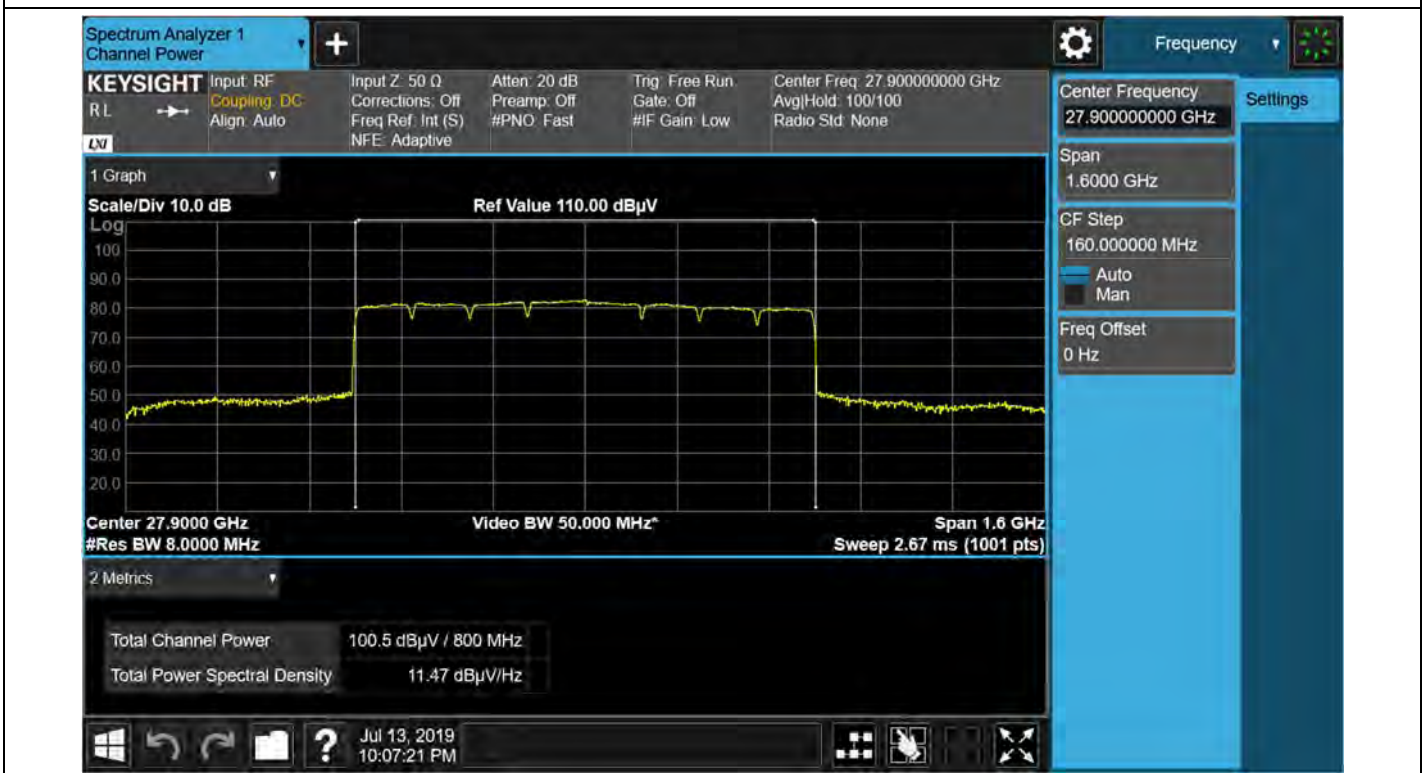 Spectrum Analyzer 1
Channel Power
+
Frequency
KEYSIGHT
RL
LXI
Input: RF
Coupling: DC
Align: Auto
Input Z: 50 Ω
Corrections: Off
Freq Ref: Int (S)
NFE: Adaptive
Atten: 20 dB
Preamp: Off
#PNO: Fast
Trig: Free Run
Gate: Off
#IF Gain: Low
Center Freq: 27.900000000 GHz
Avg|Hold: 100/100
Radio Std: None
Center Frequency
27.900000000 GHz
Settings
Span
1.6000 GHz
CF Step
160.000000 MHz
Auto
Man
Freq Offset
0 Hz
1 Graph
Scale/Div 10.0 dB
Ref Value 110.00 dBµV
Log
100
90.0
80.0
70.0
60.0
50.0
40.0
30.0
20.0
Center 27.9000 GHz
Video BW 50.000 MHz*
Span 1.6 GHz
#Res BW 8.0000 MHz
Sweep 2.67 ms (1001 pts)
2 Metrics
Total Channel Power 100.5 dBµV / 800 MHz
Total Power Spectral Density 11.47 dBµV/Hz
?
Jul 13, 2019
10:07:21 PM